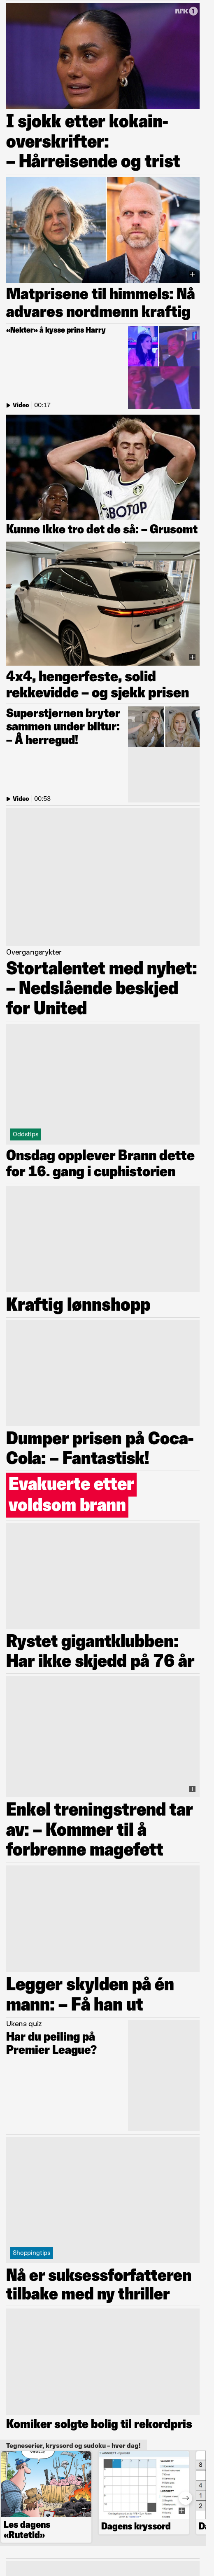 NRK 1
I sjokk etter kokain-
overskrifter:
– Hårreisende og trist
Matprisene til himmels: Nå
advares nordmenn kraftig
«Nekter» å kysse prins Harry
Video | 00:17
Kunne ikke tro det de så: – Grusomt
4x4, hengerfeste, solid
rekkevidde – og sjekk prisen
Superstjernen bryter
sammen under biltur:
– Å herregud!
Video | 00:53
Overgangsrykter
Stortalentet med nyhet:
– Nedslående beskjed
for United
Oddstips
Onsdag opplever Brann dette
for 16. gang i cuphistorien
Kraftig lønnshopp
Dumper prisen på Coca-
Cola: – Fantastisk!
Evakuerte etter
voldsom brann
Rystet gigantklubben:
Har ikke skjedd på 76 år
Enkel treningstrend tar
av: – Kommer til å
forbrenne magefett
Legger skylden på én
mann: – Få han ut
Ukens quiz
Har du peiling på
Premier League?
Shoppingtips
Nå er suksessforfatteren
tilbake med ny thriller
Komiker solgte bolig til rekordpris
Tegneserier, kryssord og sudoku – hver dag!
Les dagens
«Rutetid»
Dagens kryssord
8
4
1
2